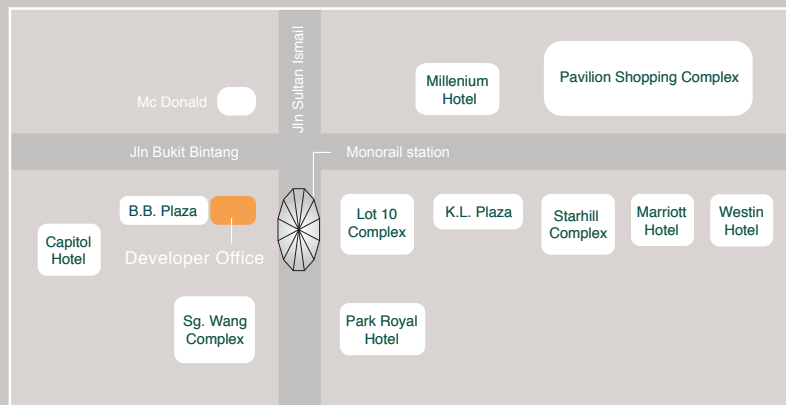 Jln Sultan Ismail
Millenium
Hotel
Pavilion Shopping Complex
Mc Donald
Jln Bukit Bintang
Monorail station
B.B. Plaza
Lot 10
Complex
K.L. Plaza
Starhill
Complex
Marriott
Hotel
Westin
Hotel
Capitol
Hotel
Developer Office
Sg. Wang
Complex
Park Royal
Hotel